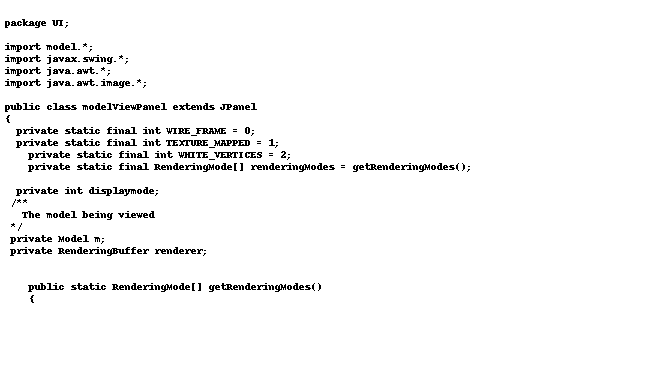 package UI;

import model.*;
import javax.swing.*;
import java.awt.*;
import java.awt.image.*;

public class modelViewPanel extends JPanel
{
  private static final int WIRE_FRAME = 0;
  private static final int TEXTURE_MAPPED = 1;
    private static final int WHITE_VERTICES = 2;
    private static final RenderingMode[] renderingModes = getRenderingModes();

  private int displaymode;
 /**
   The model being viewed
 */
 private Model m;
 private RenderingBuffer renderer;


    public static RenderingMode[] getRenderingModes()
    {